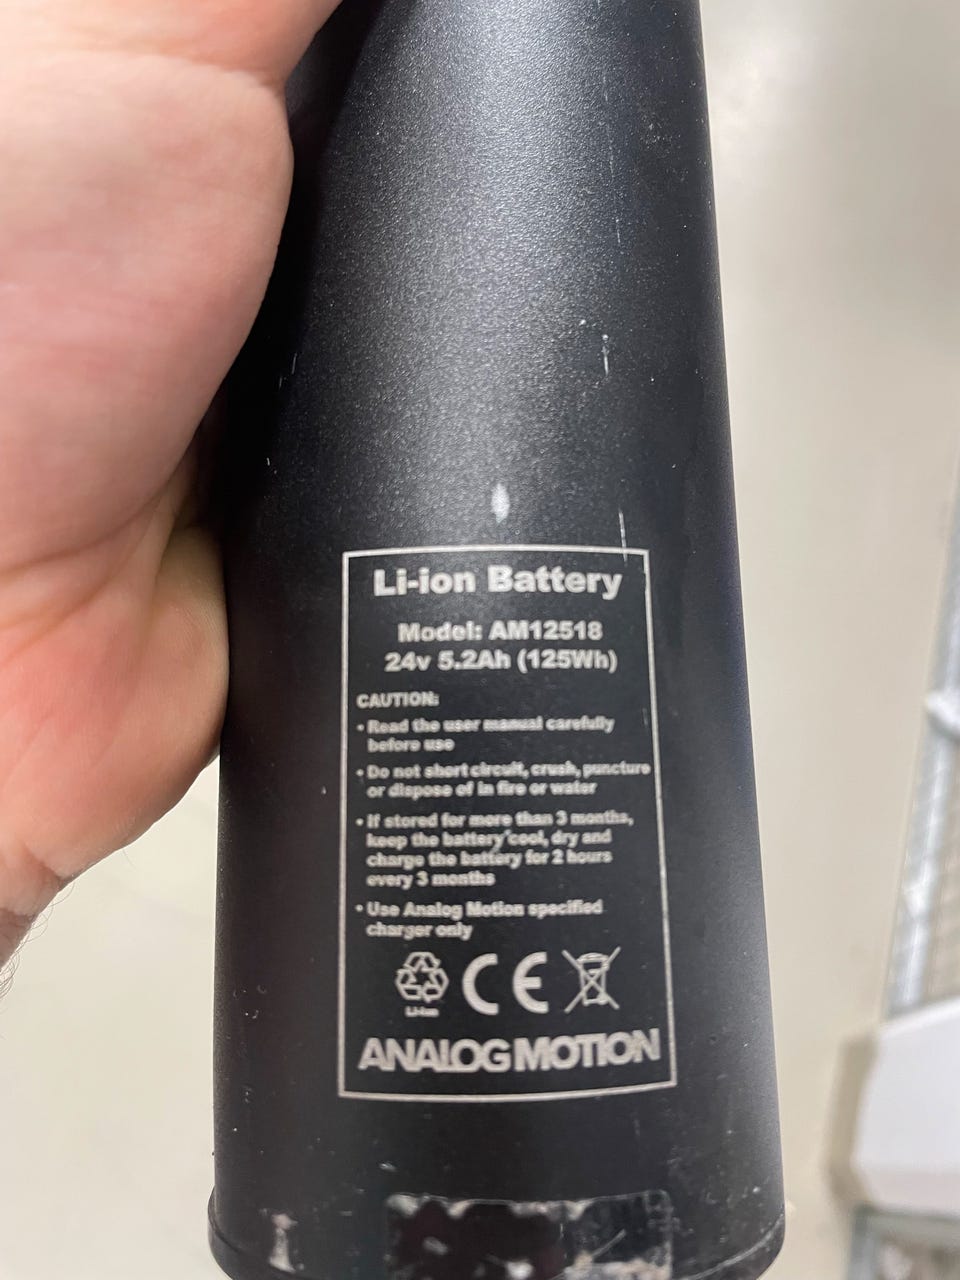 Li-ion Battery
Model: AM12518
24v 5.2Ah (125Wh)
CAUTION:
• Read the user manual carefully
before use
• Do not short circuit, crush, puncture
or dispose of in fire or water
• If stored for more than 3 months,
keep the battery cool, dry and
charge the battery for 2 hours
every 3 months
• Use Analog Motion specified
charger only
Li-ion
CE
ANALOG MOTION